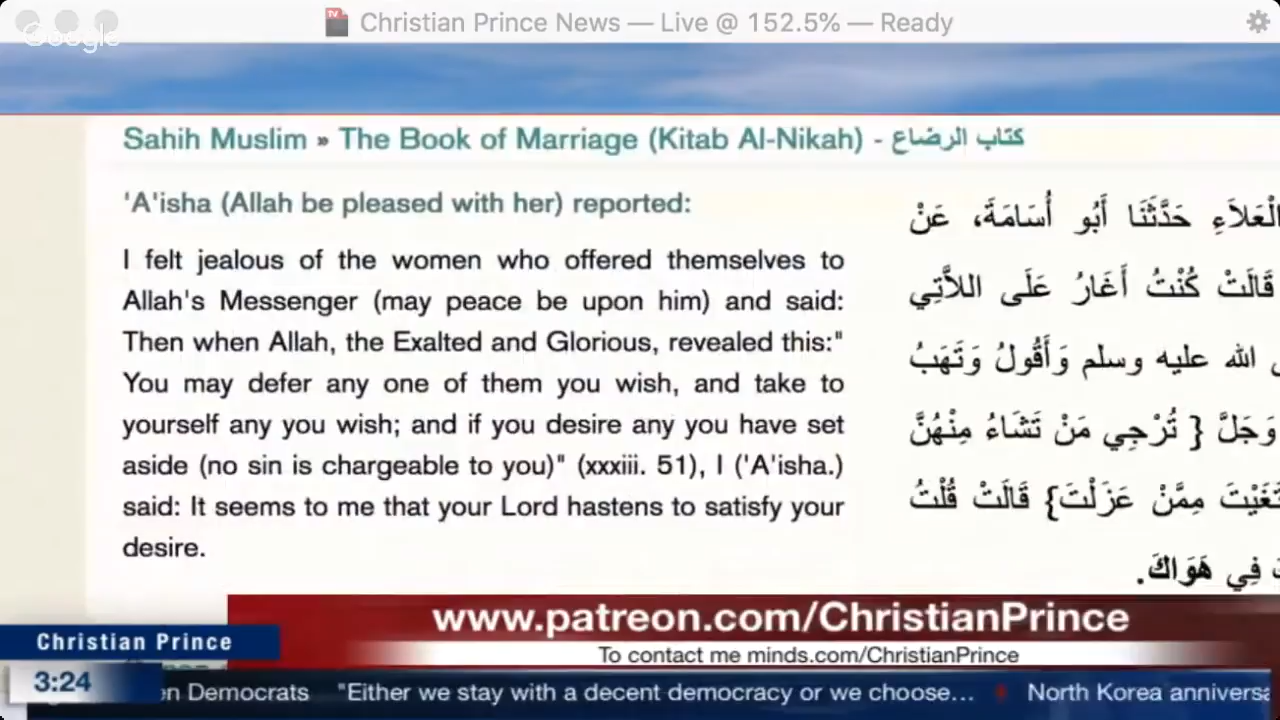 Christian Prince News — Live @ 152.5% — Ready
Google
Sahih Muslim » The Book of Marriage (Kitab Al-Nikah) - كتاب الرضاع
'A'isha (Allah be pleased with her) reported:
I felt jealous of the women who offered themselves to
Allah's Messenger (may peace be upon him) and said:
Then when Allah, the Exalted and Glorious, revealed this:"
You may defer any one of them you wish, and take to
yourself any you wish; and if you desire any you have set
aside (no sin is chargeable to you)" (xxxiii. 51), I ('A'isha.)
said: It seems to me that your Lord hastens to satisfy your
desire.
الْعَلاَءِ حَدَّثَنَا أَبُو أُسَامَةَ، عَنْ
قَالَتْ كُنْتُ أَغَارُ عَلَى اللاَّتِي
الله عليه وسلم وَأَقُولُ وَتَهَبُ
وَجَلَّ { تُرْجِي مَنْ تَشَاءُ مِنْهُنَّ
مِمَّنْ عَزَلْتَ} قَالَتْ قُلْتُ
فِي هَوَاكَ.
www.patreon.com/ChristianPrince
To contact me minds.com/ChristianPrince
Christian Prince
3:24
en Democrats "Either we stay with a decent democracy or we choose... North Korea anniversa